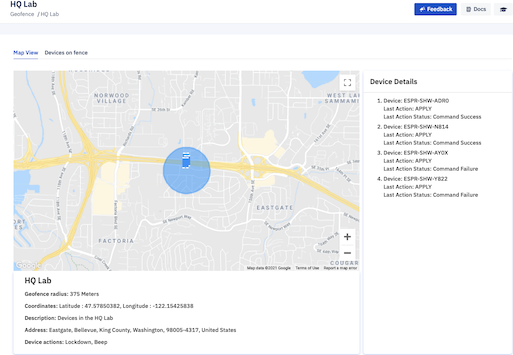 HQ Lab
Geofence / HQ Lab
Feedback
Docs
Map View
Devices on fence
NORWOOD
VILLAGE
WEST LA
SAMMAMI
EASTGATE
FACTORIA
COUGAR
Google
Map data ©2021 Google
Terms of Use
Report a map error
HQ Lab
Geofence radius: 375 Meters
Coordinates: Latitude : 47.57850382, Longitude : -122.15425838
Description: Devices in the HQ Lab
Address: Eastgate, Bellevue, King County, Washington, 98005-4317, United States
Device actions: Lockdown, Beep
Device Details
1. Device: ESPR-SHW-ADR0
Last Action: APPLY
Last Action Status: Command Success
2. Device: ESPR-SHW-N814
Last Action: APPLY
Last Action Status: Command Success
3. Device: ESPR-SHW-AY0X
Last Action: APPLY
Last Action Status: Command Failure
4. Device: ESPR-SHW-Y822
Last Action: APPLY
Last Action Status: Command Failure